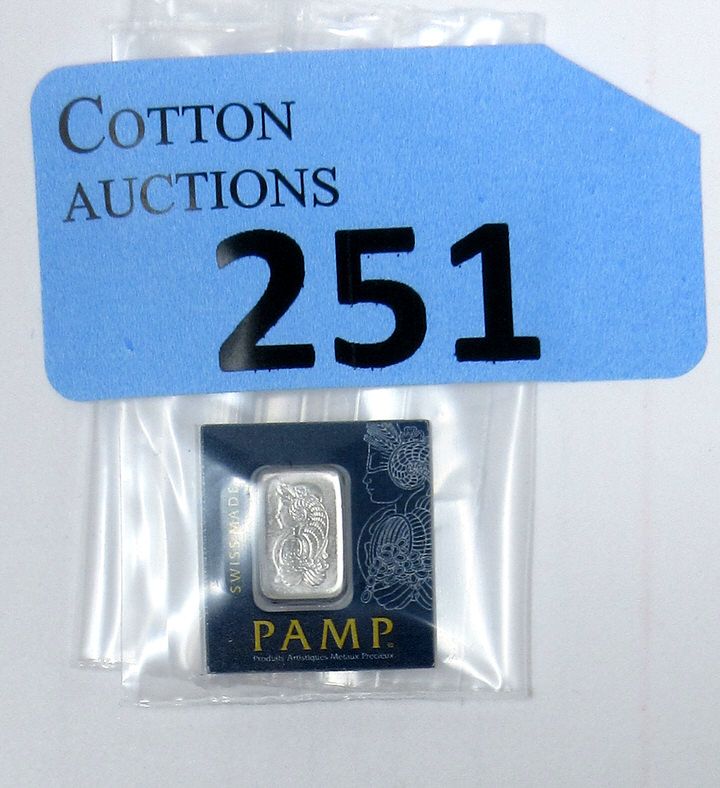 COTTON
AUCTIONS
251
SWISS MADE
PAMP
Produits Artistiques Métaux Précieux